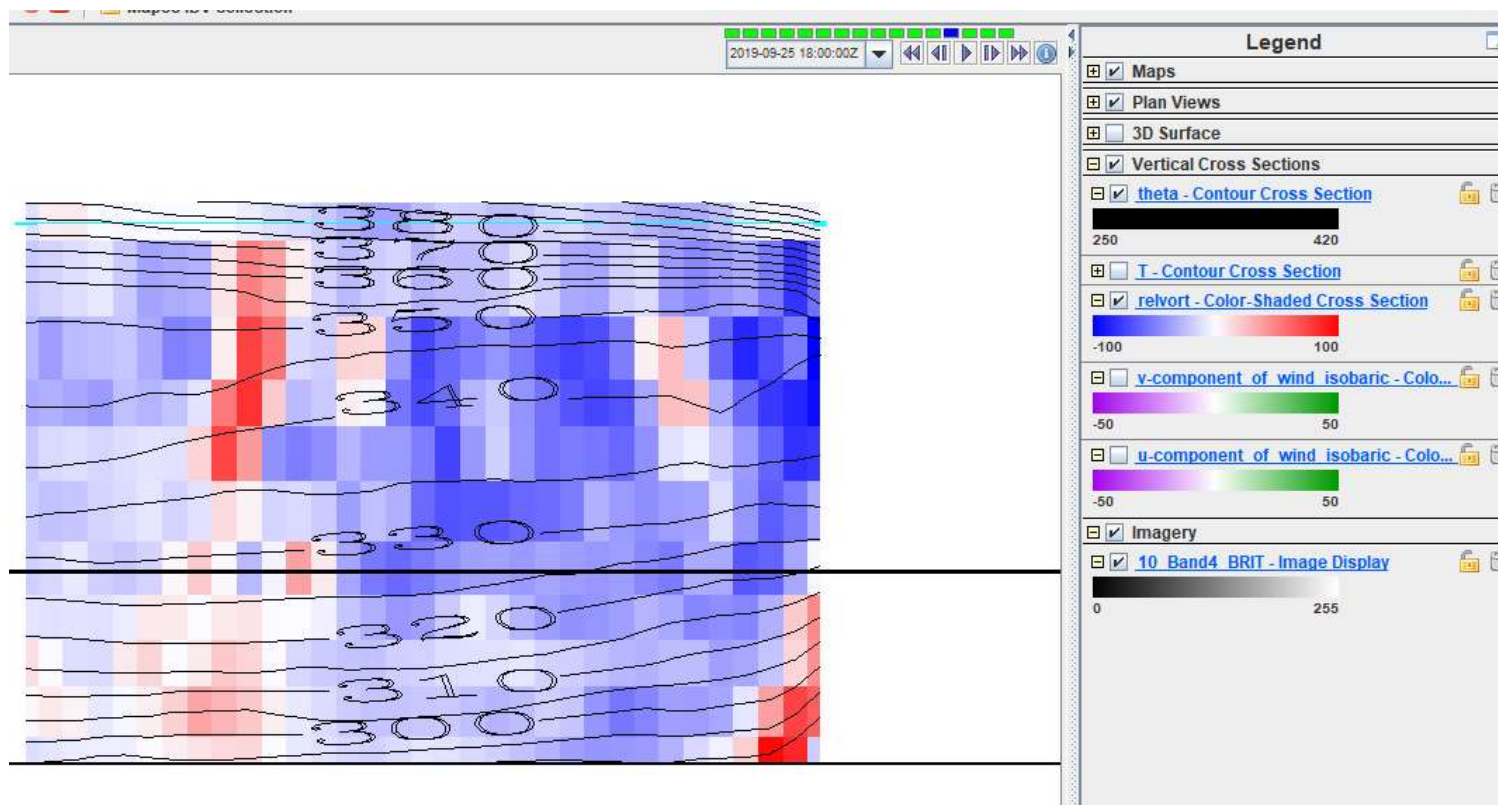 2019-09-25 18:00:00Z
Legend
Maps
Plan Views
3D Surface
Vertical Cross Sections
theta - Contour Cross Section
250 420
T - Contour Cross Section
relvort - Color-Shaded Cross Section
-100 100
v-component_of_wind_isobaric - Colo...
-50 50
u-component_of_wind_isobaric - Colo...
-50 50
Imagery
10_Band4_BRIT - Image Display
0 255
370
350
340
330
320
310
300